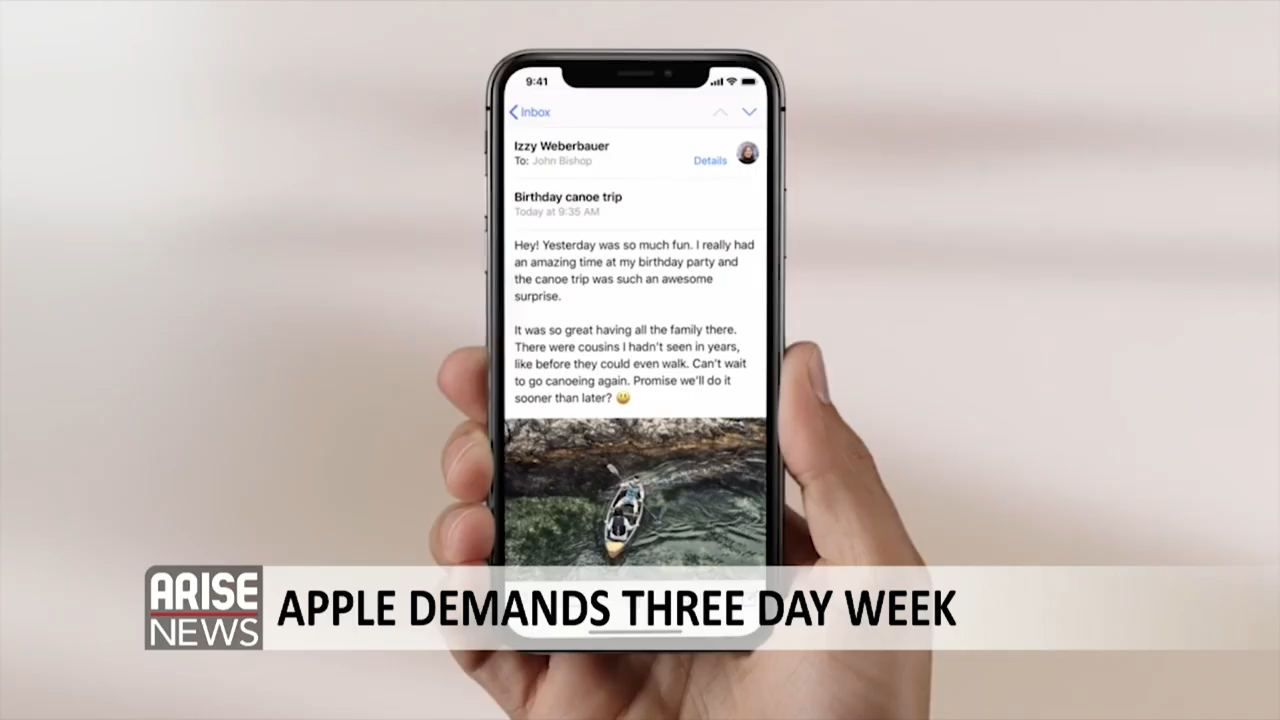 9:41
Inbox
Izzy Weberbauer
To: John Bishop
Details
Birthday canoe trip
Today at 9:35 AM
Hey! Yesterday was so much fun. I really had
an amazing time at my birthday party and
the canoe trip was such an awesome
surprise.
It was so great having all the family there.
There were cousins I hadn't seen in years,
like before they could even walk. Can't wait
to go canoeing again. Promise we'll do it
sooner than later? 😃
ARISE
NEWS
APPLE DEMANDS THREE DAY WEEK